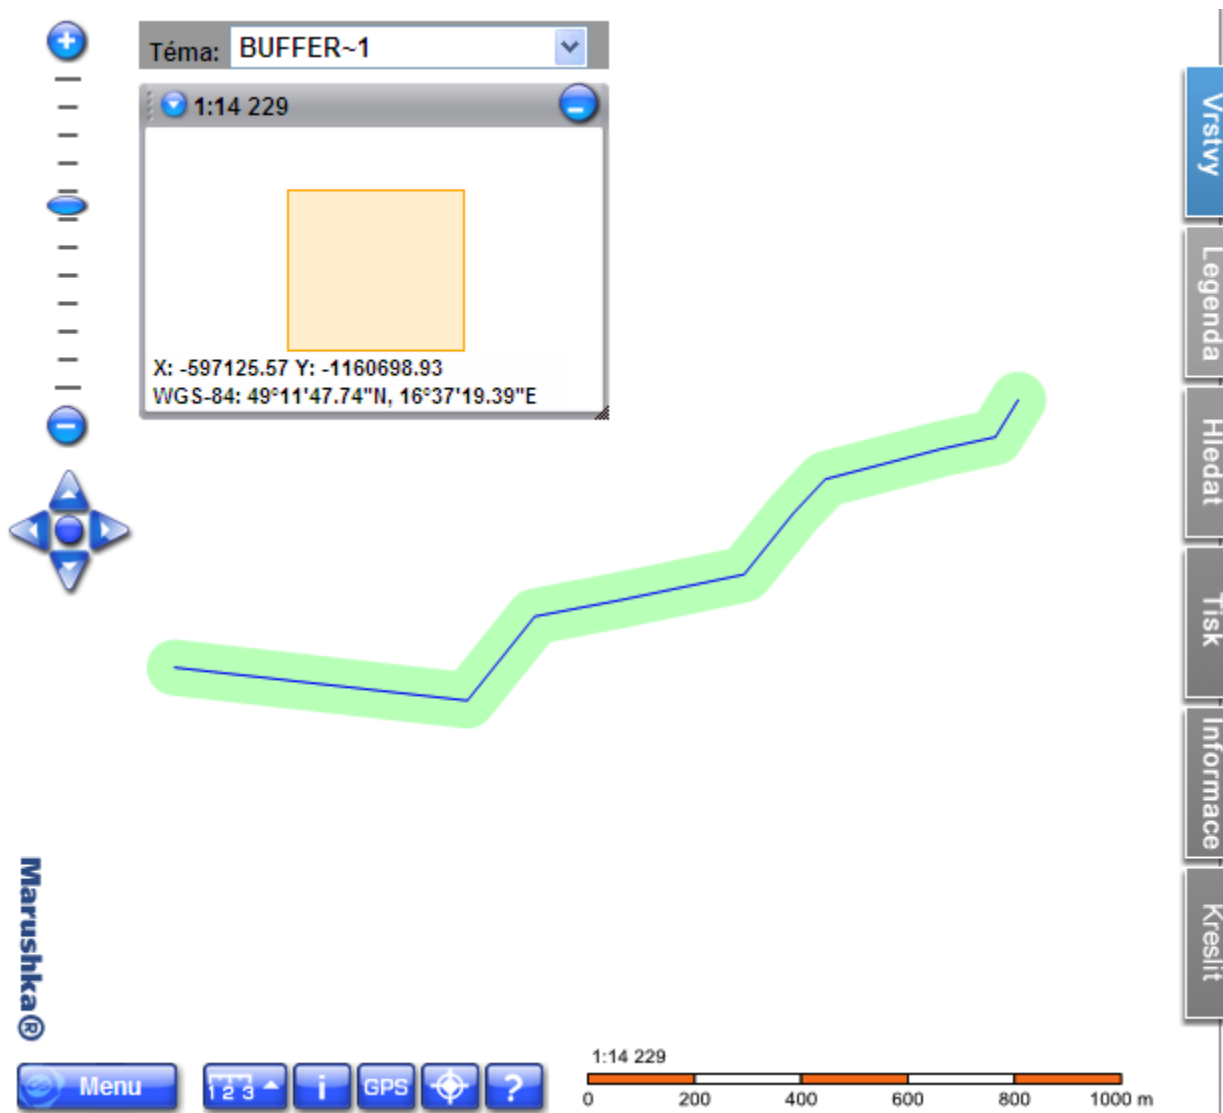 Téma: BUFFER~1
1:14 229
X: -597125.57 Y: -1160698.93
WGS-84: 49°11'47.74"N, 16°37'19.39"E
Vrstvy
Legenda
Hledat
Tisk
Informace
Kreslit
Marushka®
Menu
1 2 3
i
GPS
?
1:14 229
0 200 400 600 800 1000 m